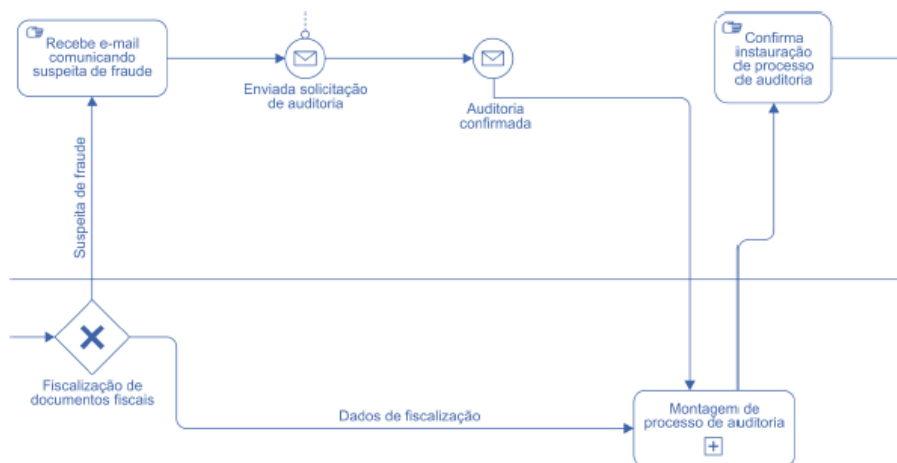 Recebe e-mail
comunicando
suspeita de fraude
Enviada solicitação
de auditoria
Auditoria
confirmada
Confirma
instauração
de processo
de auditoria
Suspeita de fraude
Fiscalização de
documentos fiscais
Dados de fiscalização
Montagem de
processo de auditoria